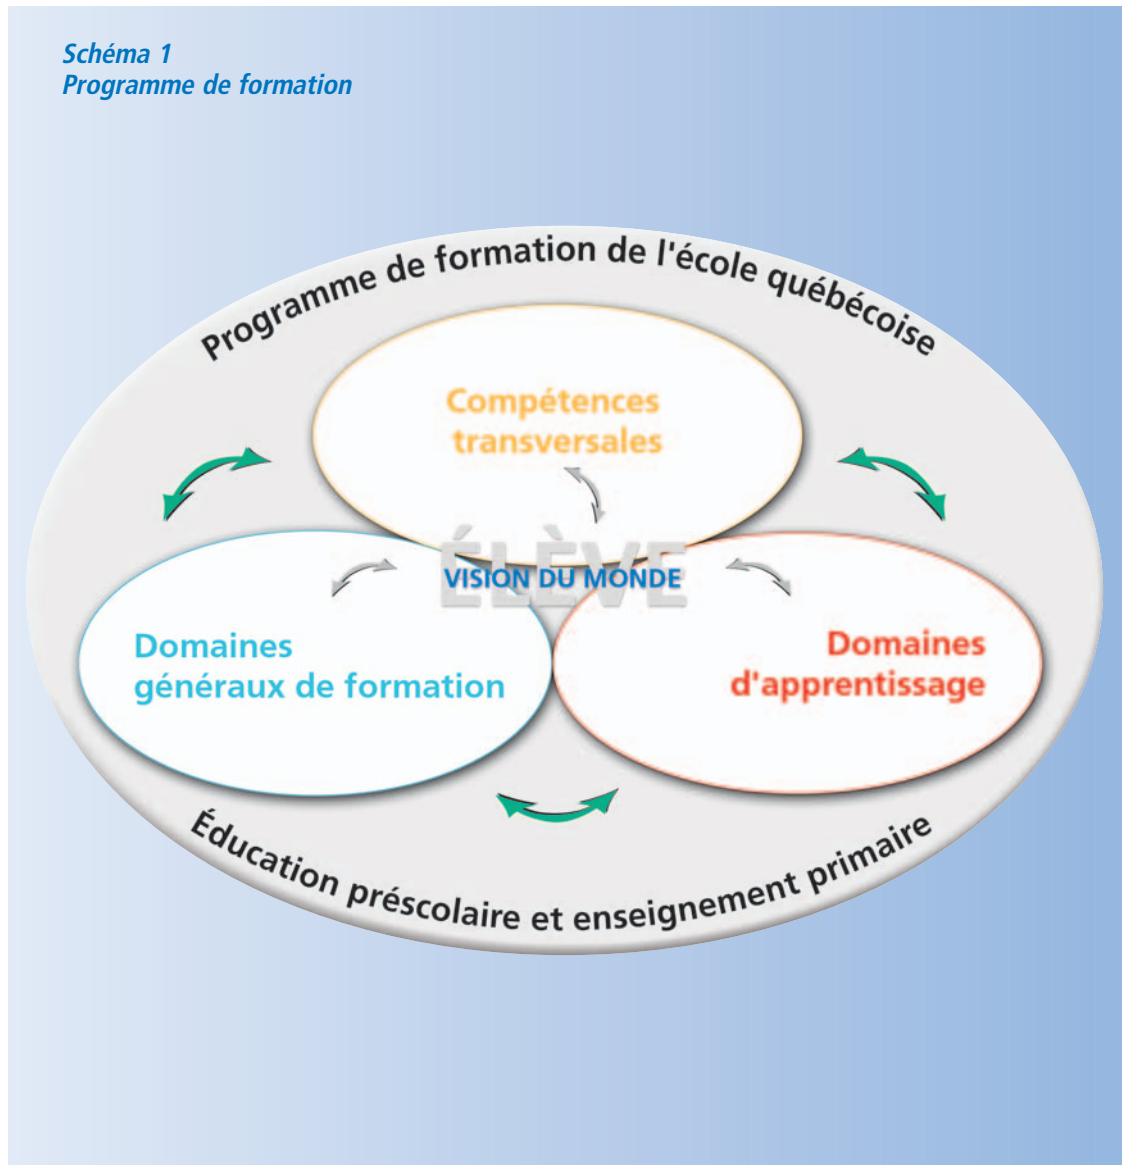 Schéma 1
Programme de formation
Programme de formation de l'école québécoise
Compétences
transversales
ÉLÈVE
VISION DU MONDE
Domaines
généraux de formation
Domaines
d'apprentissage
Éducation préscolaire et enseignement primaire